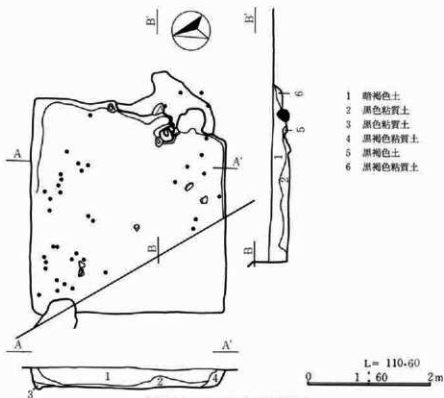 B'
B'
6
5
1
2
A
A'
B
B
1 暗褐色土
2 黒色粘質土
3 黒色粘質土
4 黒褐色粘質土
5 黒褐色土
6 黒褐色粘質土
A
A'
1
2
4
3
L= 110-60
0 1:60 2m